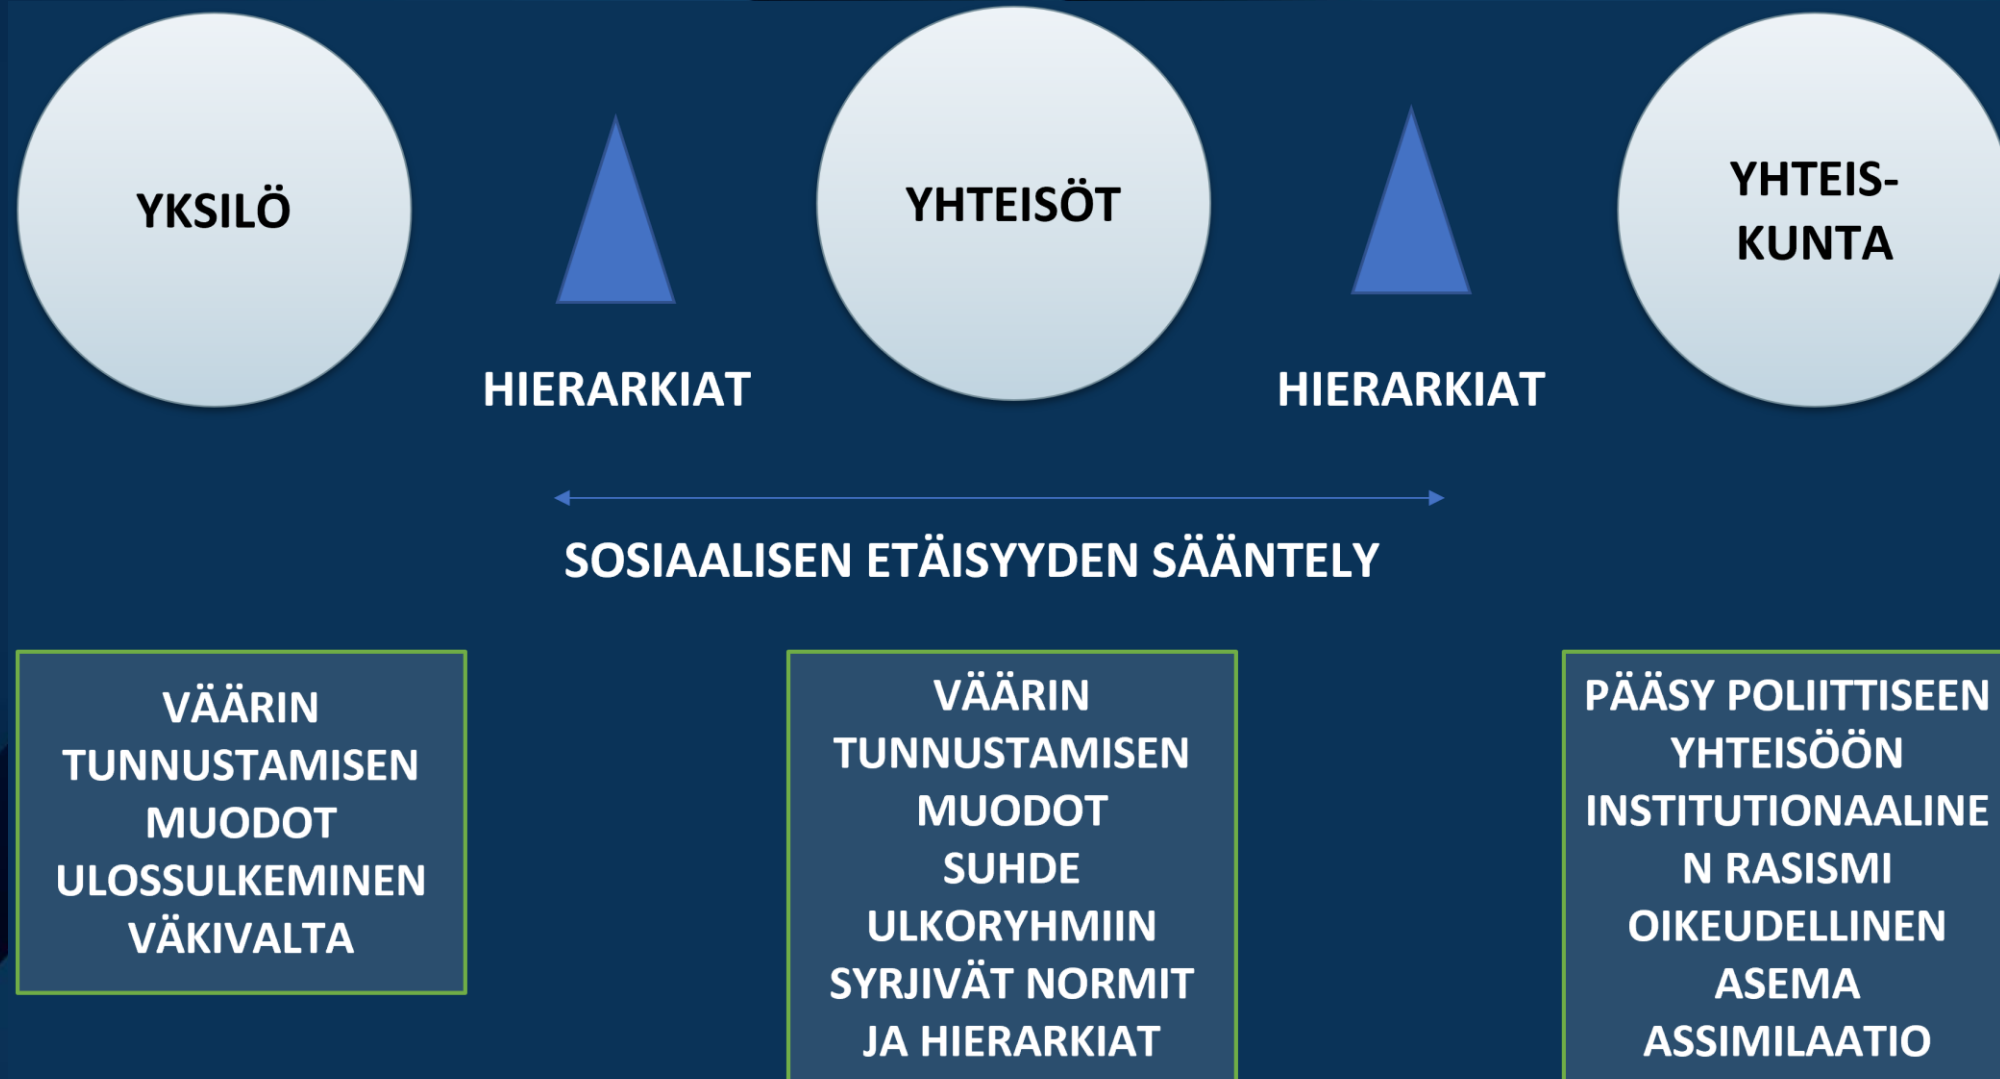 YKSILÖ
YHTEISÖT
YHTEIS-
KUNTA
HIERARKIAT
HIERARKIAT
SOSIAALISEN ETÄISYYDEN SÄÄNTELY
VÄÄRIN
TUNNUSTAMISEN
MUODOT
ULOSSULKEMINEN
VÄKIVALTA
VÄÄRIN
TUNNUSTAMISEN
MUODOT
SUHDE
ULKORYHMIIN
SYRJIVÄT NORMIT
JA HIERARKIAT
PÄÄSY POLIITTISEEN
YHTEISÖÖN
INSTITUTIONAALINE
N RASISMI
OIKEUDELLINEN
ASEMA
ASSIMILAATIO